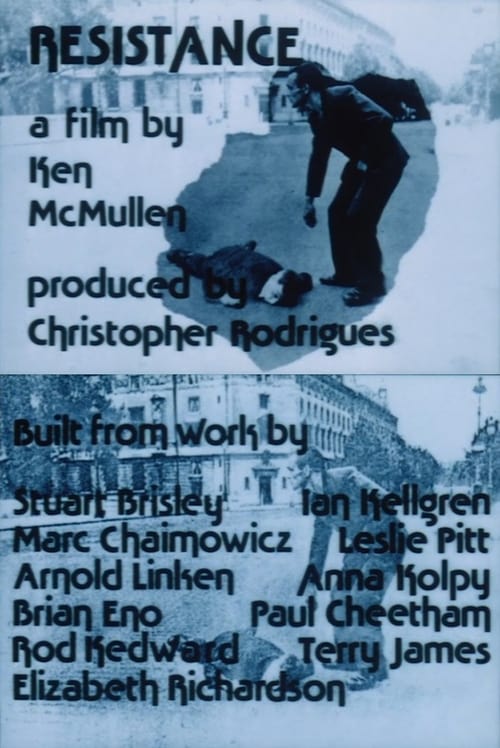 RESISTANCE
a film by
Ken
McMullen
produced by
Christopher Rodrigues
Built from work by
Stuart Brisley Ian Kellgren
Marc Chaimowicz Leslie Pitt
Arnold Linken Anna Kolpy
Brian Eno Paul Cheetham
Rod Kedward Terry James
Elizabeth Richardson